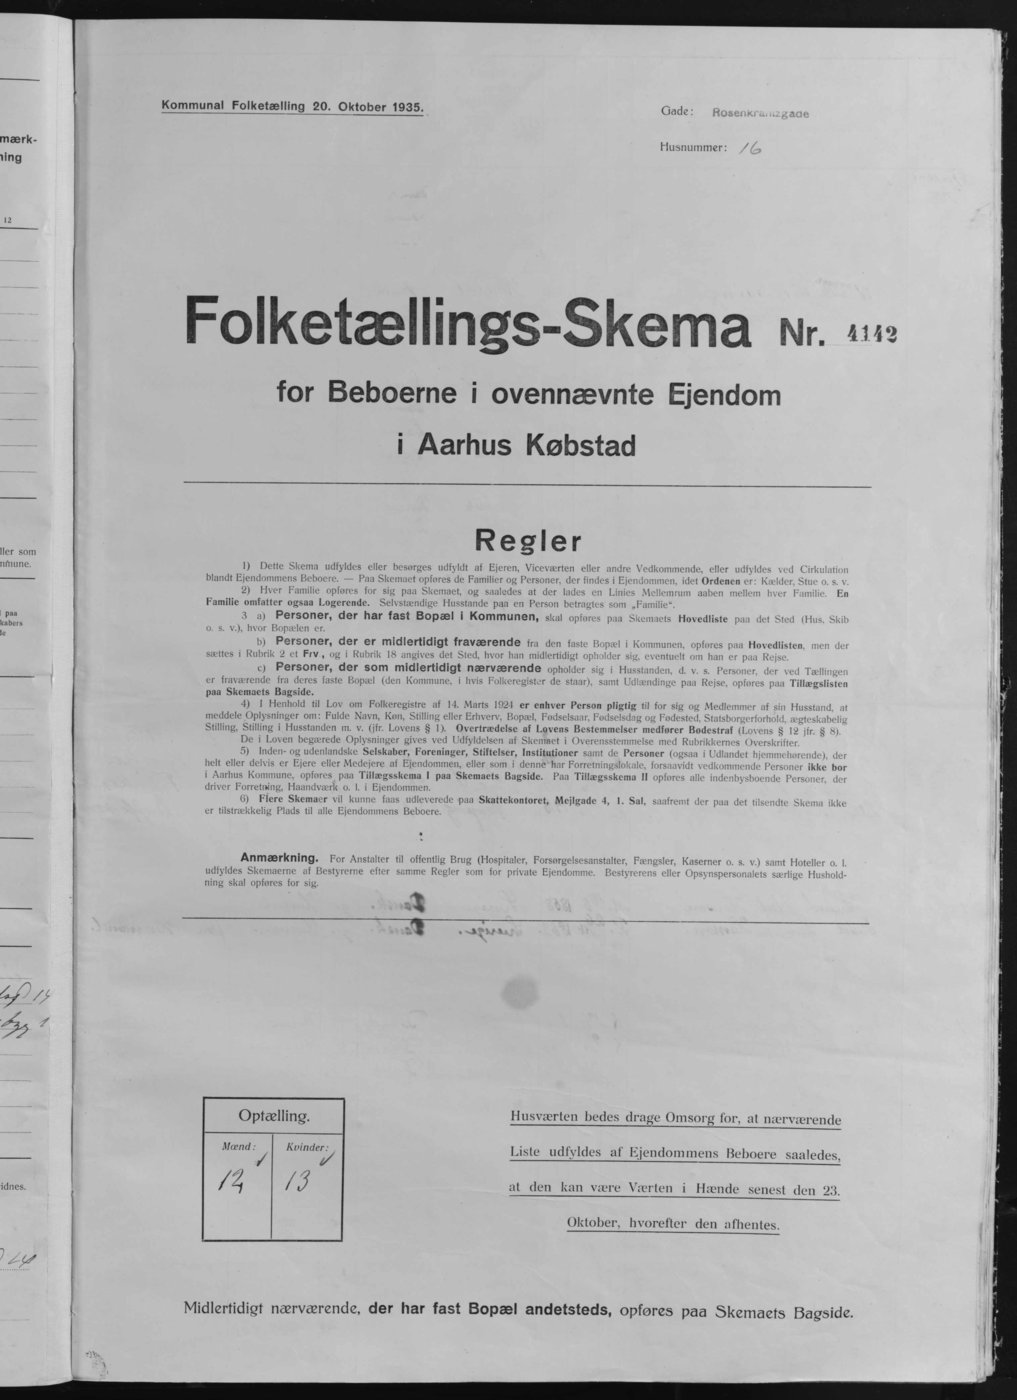 Kommunal Folketælling 20. Oktober 1935.
Gade: Rosenkrantzgade
Husnummer: 16
Folketællings-Skema Nr. 4142
for Beboerne i ovennævnte Ejendom
i Aarhus Købstad
Regler
1) Dette Skema udfyldes eller besørges udfyldt af Ejeren, Viceværten eller andre Vedkommende, eller udfyldes ved Cirkulation
blandt Ejendommens Beboere. — Paa Skemaet opføres de Familier og Personer, der findes i Ejendommen, idet Ordenen er: Kælder, Stue o. s. v.
2) Hver Familie opføres for sig paa Skemaet, og saaledes at der lades en Linies Mellemrum aaben mellem hver Familie. En
Familie omfatter ogsaa Logerende. Selvstændige Husstande paa en Person betragtes som „Familie“.
3 a) Personer, der har fast Bopæl i Kommunen, skal opføres paa Skemaets Hovedliste paa det Sted (Hus, Skib
o. s. v.), hvor Bopælen er.
b) Personer, der er midlertidigt fraværende fra den faste Bopæl i Kommunen, opføres paa Hovedlisten, men der
sættes i Rubrik 2 et Frv., og i Rubrik 18 angives det Sted, hvor han midlertidigt opholder sig, eventuelt om han er paa Rejse.
c) Personer, der som midlertidigt nærværende opholder sig i Husstanden, d. v. s. Personer, der ved Tællingen
er fraværende fra deres faste Bopæl (den Kommune, i hvis Folkeregister de staar), samt Udlændinge paa Rejse, opføres paa Tillægslisten
paa Skemaets Bagside.
4) I Henhold til Lov om Folkeregistre af 14. Marts 1924 er enhver Person pligtig til for sig og Medlemmer af sin Husstand, at
meddele Oplysninger om: Fulde Navn, Køn, Stilling eller Erhverv, Bopæl, Fødselsaar, Fødselsdag og Fødested, Statsborgerforhold, ægteskabelig
Stilling, Stilling i Husstanden m. v. (jfr. Lovens § 1). Overtrædelse af Lovens Bestemmelser medfører Bødestraf (Lovens § 12 jfr. § 8).
De i Loven begærede Oplysninger gives ved Udfyldelsen af Skemaet i Overensstemmelse med Rubrikkernes Overskrifter.
5) Inden- og udenlandske Selskaber, Foreninger, Stiftelser, Institutioner samt de Personer (ogsaa i Udlandet hjemmehørende), der
helt eller delvis er Ejere eller Medejere af Ejendommen, eller som i denne har Forretningslokale, forsaavidt vedkommende Personer ikke bor
i Aarhus Kommune, opføres paa Tillægsskema I paa Skemaets Bagside. Paa Tillægsskema II opføres alle indenbysboende Personer, der
driver Forretning, Haandværk o. l. i Ejendommen.
6) Flere Skemaer vil kunne faas udleverede paa Skattekontoret, Mejlgade 4, 1. Sal, saafremt der paa det tilsendte Skema ikke
er tilstrækkelig Plads til alle Ejendommens Beboere.
Anmærkning. For Anstalter til offentlig Brug (Hospitaler, Forsørgelsesanstalter, Fængsler, Kaserner o. s. v.) samt Hoteller o. l.
udfyldes Skemaerne af Bestyrerne efter samme Regler som for private Ejendomme. Bestyrerens eller Opsynspersonalets særlige Hushold-
ning skal opføres for sig.
Optælling.
Mænd: Kvinder:
12 13
Husværten bedes drage Omsorg for, at nærværende
Liste udfyldes af Ejendommens Beboere saaledes,
at den kan være Værten i Hænde senest den 23.
Oktober, hvorefter den afhentes.
Midlertidigt nærværende, der har fast Bopæl andetsteds, opføres paa Skemaets Bagside.